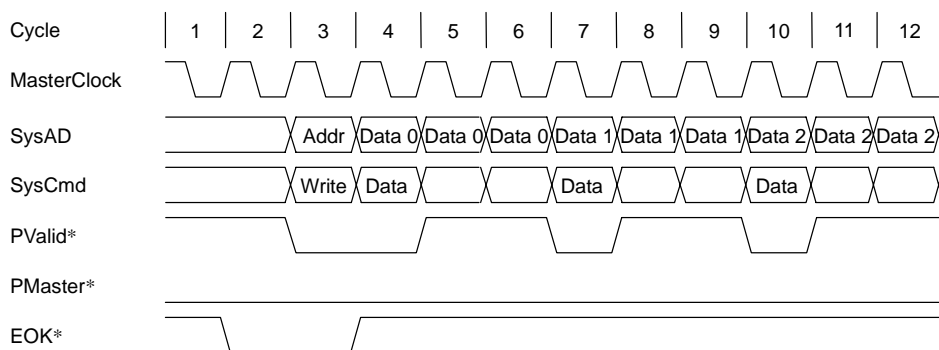 Cycle 1 2 3 4 5 6 7 8 9 10 11 12
MasterClock
SysAD Addr Data 0 Data 0 Data 0 Data 1 Data 1 Data 1 Data 2 Data 2 Data 2
SysCmd Write Data Data Data
PValid*
PMaster*
EOK*